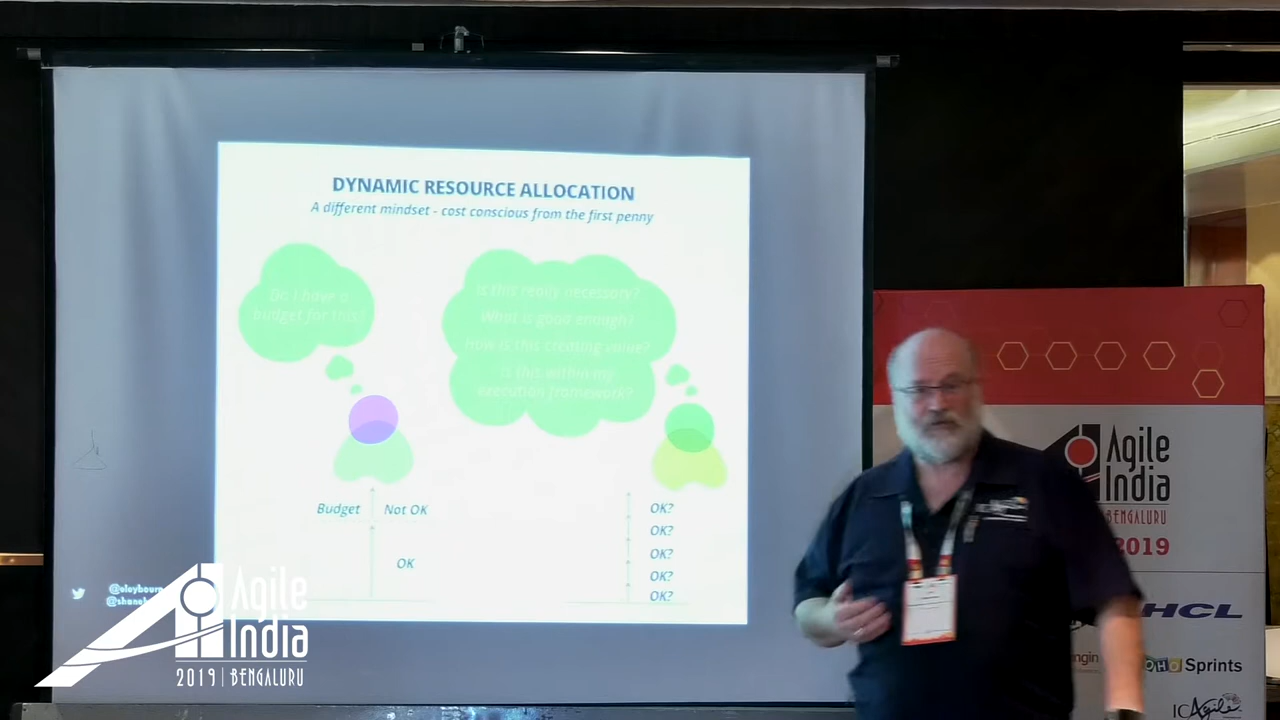 DYNAMIC RESOURCE ALLOCATION
A different mindset - cost conscious from the first penny
Do I have a
budget for this?
Is this really necessary?
What is good enough?
How is this creating value?
Is this within my
execution framework?
Budget
Not OK
OK
OK?
OK?
OK?
OK?
OK?
Agile
India
2019 | BENGALURU
Agile
India
BENGALURU
2019
HCL
Sprints
ICAgile